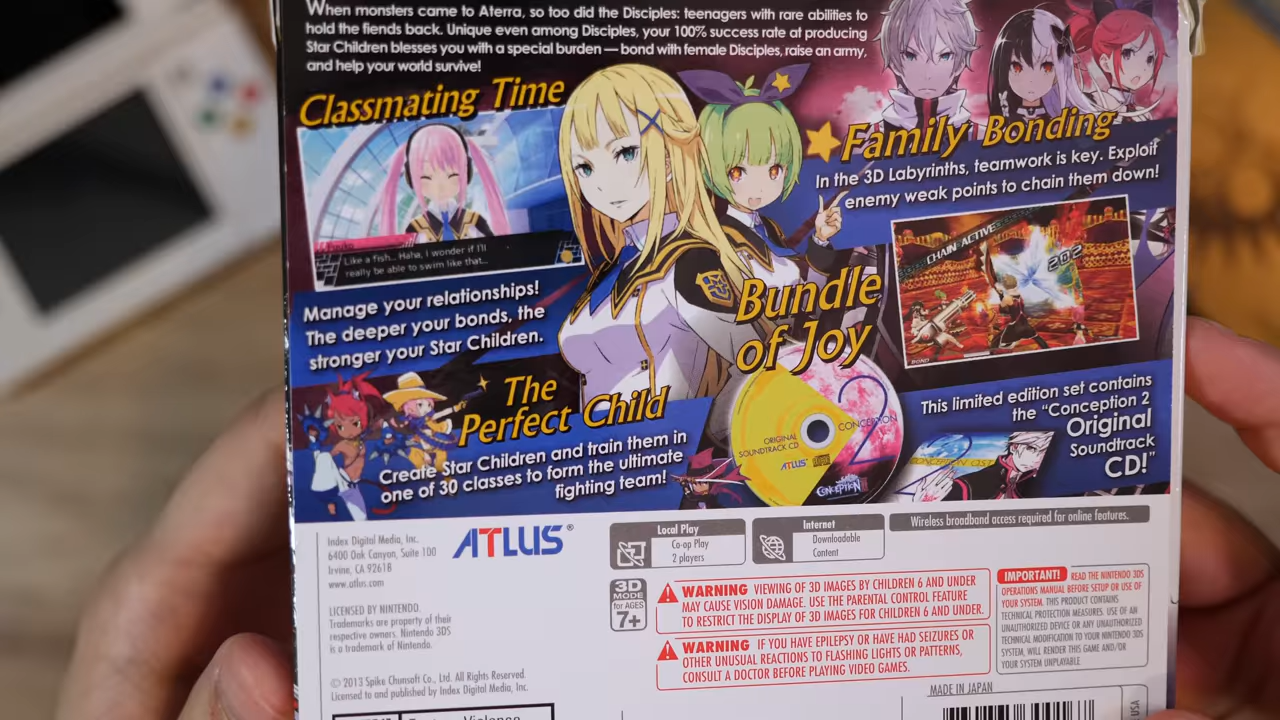 When monsters came to Aterra, so too did the Disciples: teenagers with rare abilities to
hold the fiends back. Unique even among Disciples, your 100% success rate at producing
Star Children blesses you with a special burden — bond with female Disciples, raise an army,
and help your world survive!
Classmating Time
Like a fish... Haha, I wonder if I'll
really be able to swim like that...
Manage your relationships!
The deeper your bonds, the
stronger your Star Children.
Family Bonding
In the 3D Labyrinths, teamwork is key. Exploit
enemy weak points to chain them down!
CHAIN ACTIVE
202
BOND
The
Perfect Child
Create Star Children and train them in
one of 30 classes to form the ultimate
fighting team!
Bundle
of Joy
ORIGINAL
SOUNDTRACK CD
ATLUS
CONCEPTION
2
CONCEPTION II
This limited edition set contains
the "Conception 2
Original
Soundtrack
CD!"
CONCEPTION OST
Index Digital Media, Inc.
6400 Oak Canyon, Suite 100
Irvine, CA 92618
www.atlus.com
ATLUS®
LICENSED BY NINTENDO.
Trademarks are property of their
respective owners. Nintendo 3DS
is a trademark of Nintendo.
© 2013 Spike Chunsoft Co., Ltd. All Rights Reserved.
Licensed to and published by Index Digital Media, Inc.
Local Play
Co-op Play
2 players
Internet
Downloadable
Content
Wireless broadband access required for online features.
3D
MODE
for AGES
7+
WARNING VIEWING OF 3D IMAGES BY CHILDREN 6 AND UNDER
MAY CAUSE VISION DAMAGE. USE THE PARENTAL CONTROL FEATURE
TO RESTRICT THE DISPLAY OF 3D IMAGES FOR CHILDREN 6 AND UNDER.
WARNING IF YOU HAVE EPILEPSY OR HAVE HAD SEIZURES OR
OTHER UNUSUAL REACTIONS TO FLASHING LIGHTS OR PATTERNS,
CONSULT A DOCTOR BEFORE PLAYING VIDEO GAMES.
IMPORTANT! READ THE NINTENDO 3DS
OPERATIONS MANUAL BEFORE SETUP OR USE OF
YOUR SYSTEM. THIS PRODUCT CONTAINS
TECHNICAL PROTECTION MEASURES. USE OF AN
UNAUTHORIZED DEVICE OR ANY UNAUTHORIZED
TECHNICAL MODIFICATION TO YOUR NINTENDO 3DS
SYSTEM, WILL RENDER THIS GAME AND/OR
YOUR SYSTEM UNPLAYABLE
MADE IN JAPAN
USA